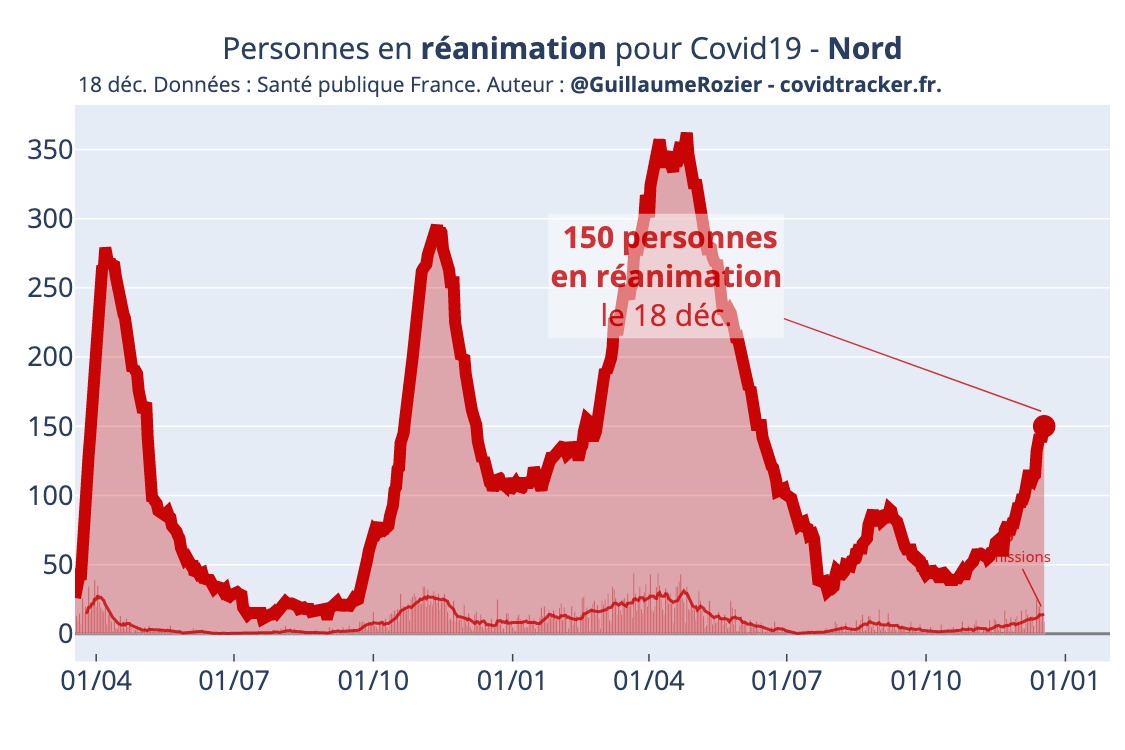 Personnes en réanimation pour Covid19 - Nord
18 déc. Données : Santé publique France. Auteur : @GuillaumeRozier - covidtracker.fr.
350
300
250
200
150
100
50
0
150 personnes
en réanimation
le 18 déc.
01/04 01/07 01/10 01/01 01/04 01/07 01/10 01/01